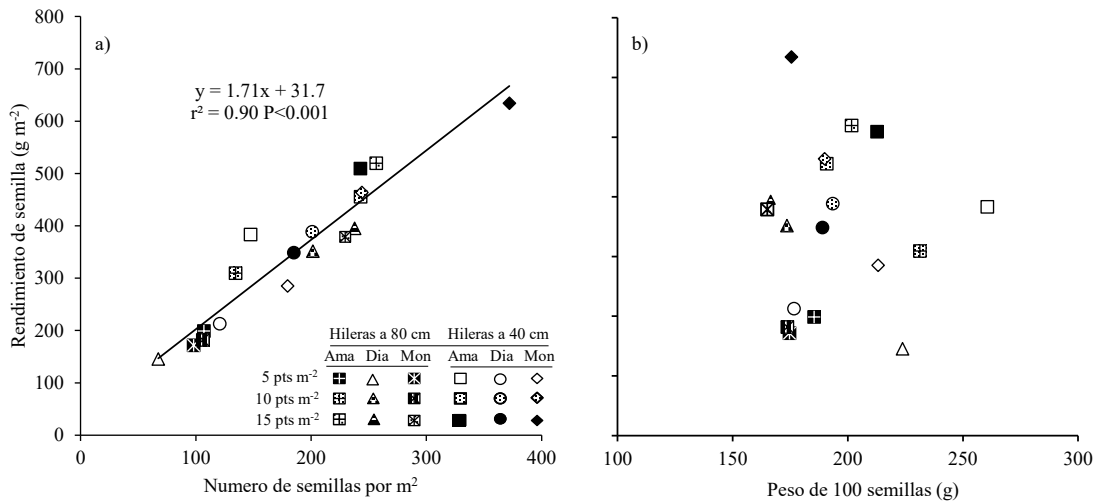 a)
b)
Rendimiento de semilla (g m⁻²)
800
700
600
500
400
300
200
100
0
y = 1.71x + 31.7
r² = 0.90 P<0.001
Hileras a 80 cm Hileras a 40 cm
Ama Dia Mon Ama Dia Mon
5 pts m⁻²
10 pts m⁻²
15 pts m⁻²
0 100 200 300 400
Numero de semillas por m²
100 150 200 250 300
Peso de 100 semillas (g)